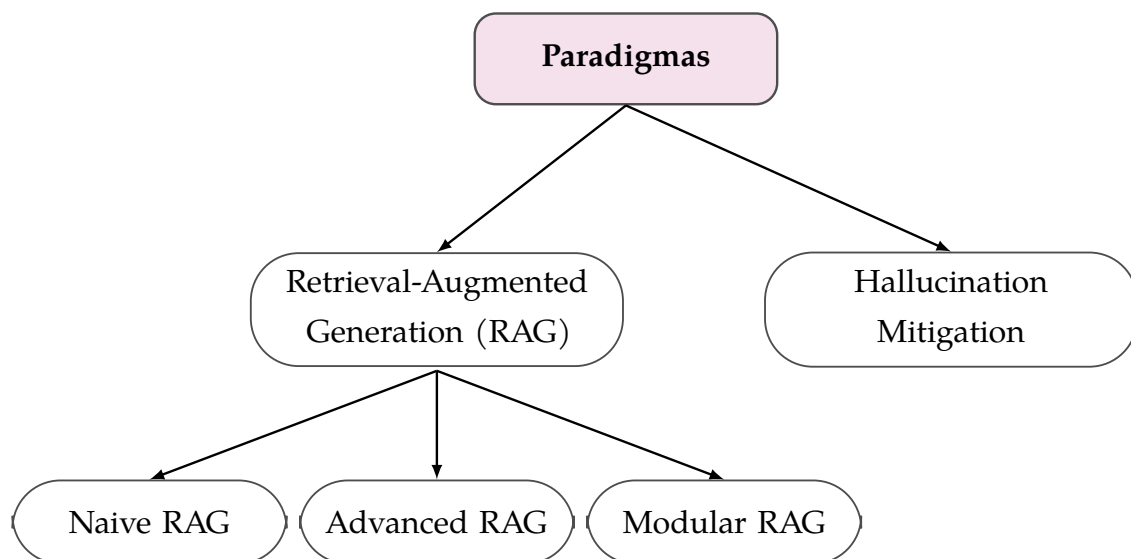 Paradigmas
Retrieval-Augmented
Generation (RAG)
Hallucination
Mitigation
Naive RAG
Advanced RAG
Modular RAG